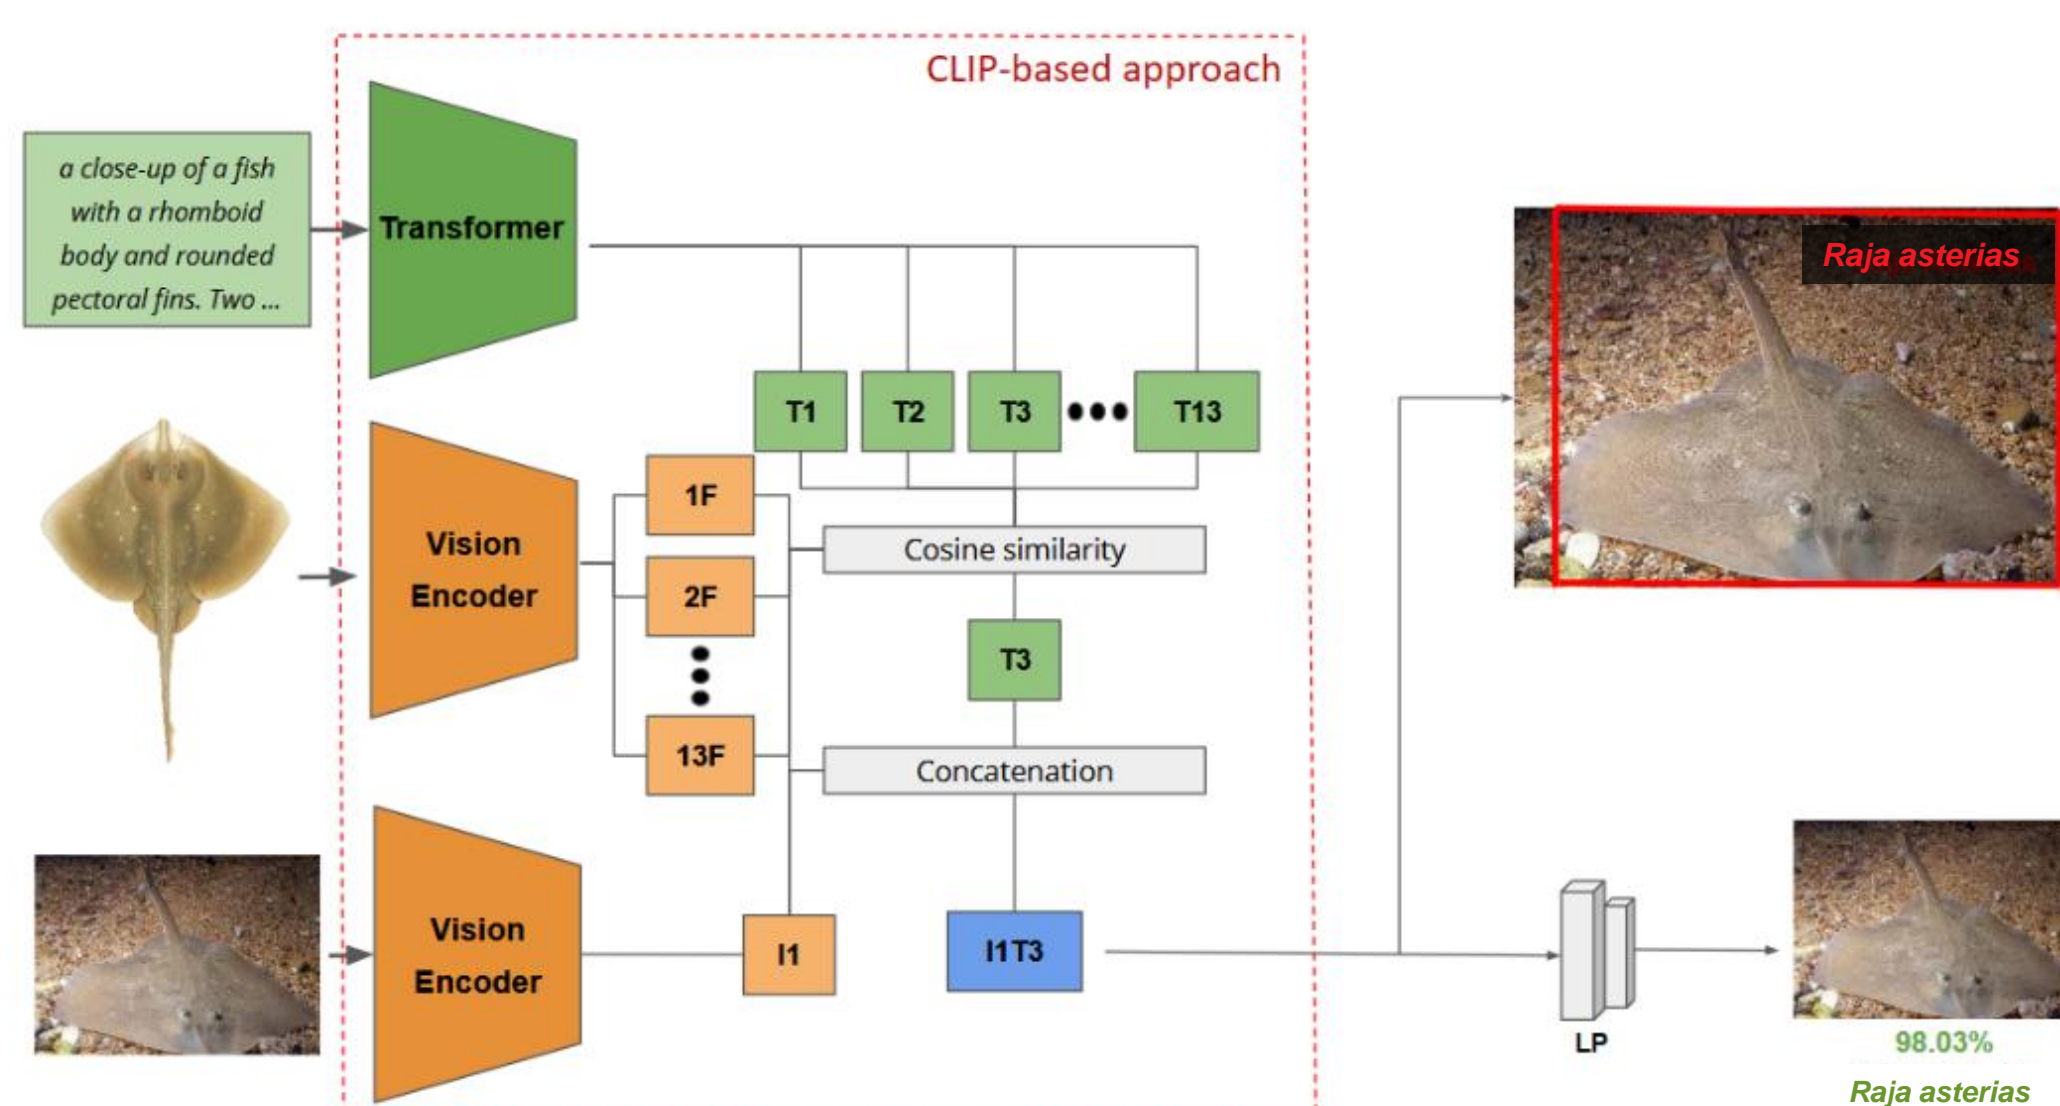 CLIP-based approach
a close-up of a fish
with a rhomboid
body and rounded
pectoral fins. Two ...
Transformer
Raja asterias
T1
T2
T3
T13
1F
Vision
Encoder
Cosine similarity
2F
T3
13F
Concatenation
Vision
Encoder
I1
I1T3
LP
98.03%
Raja asterias